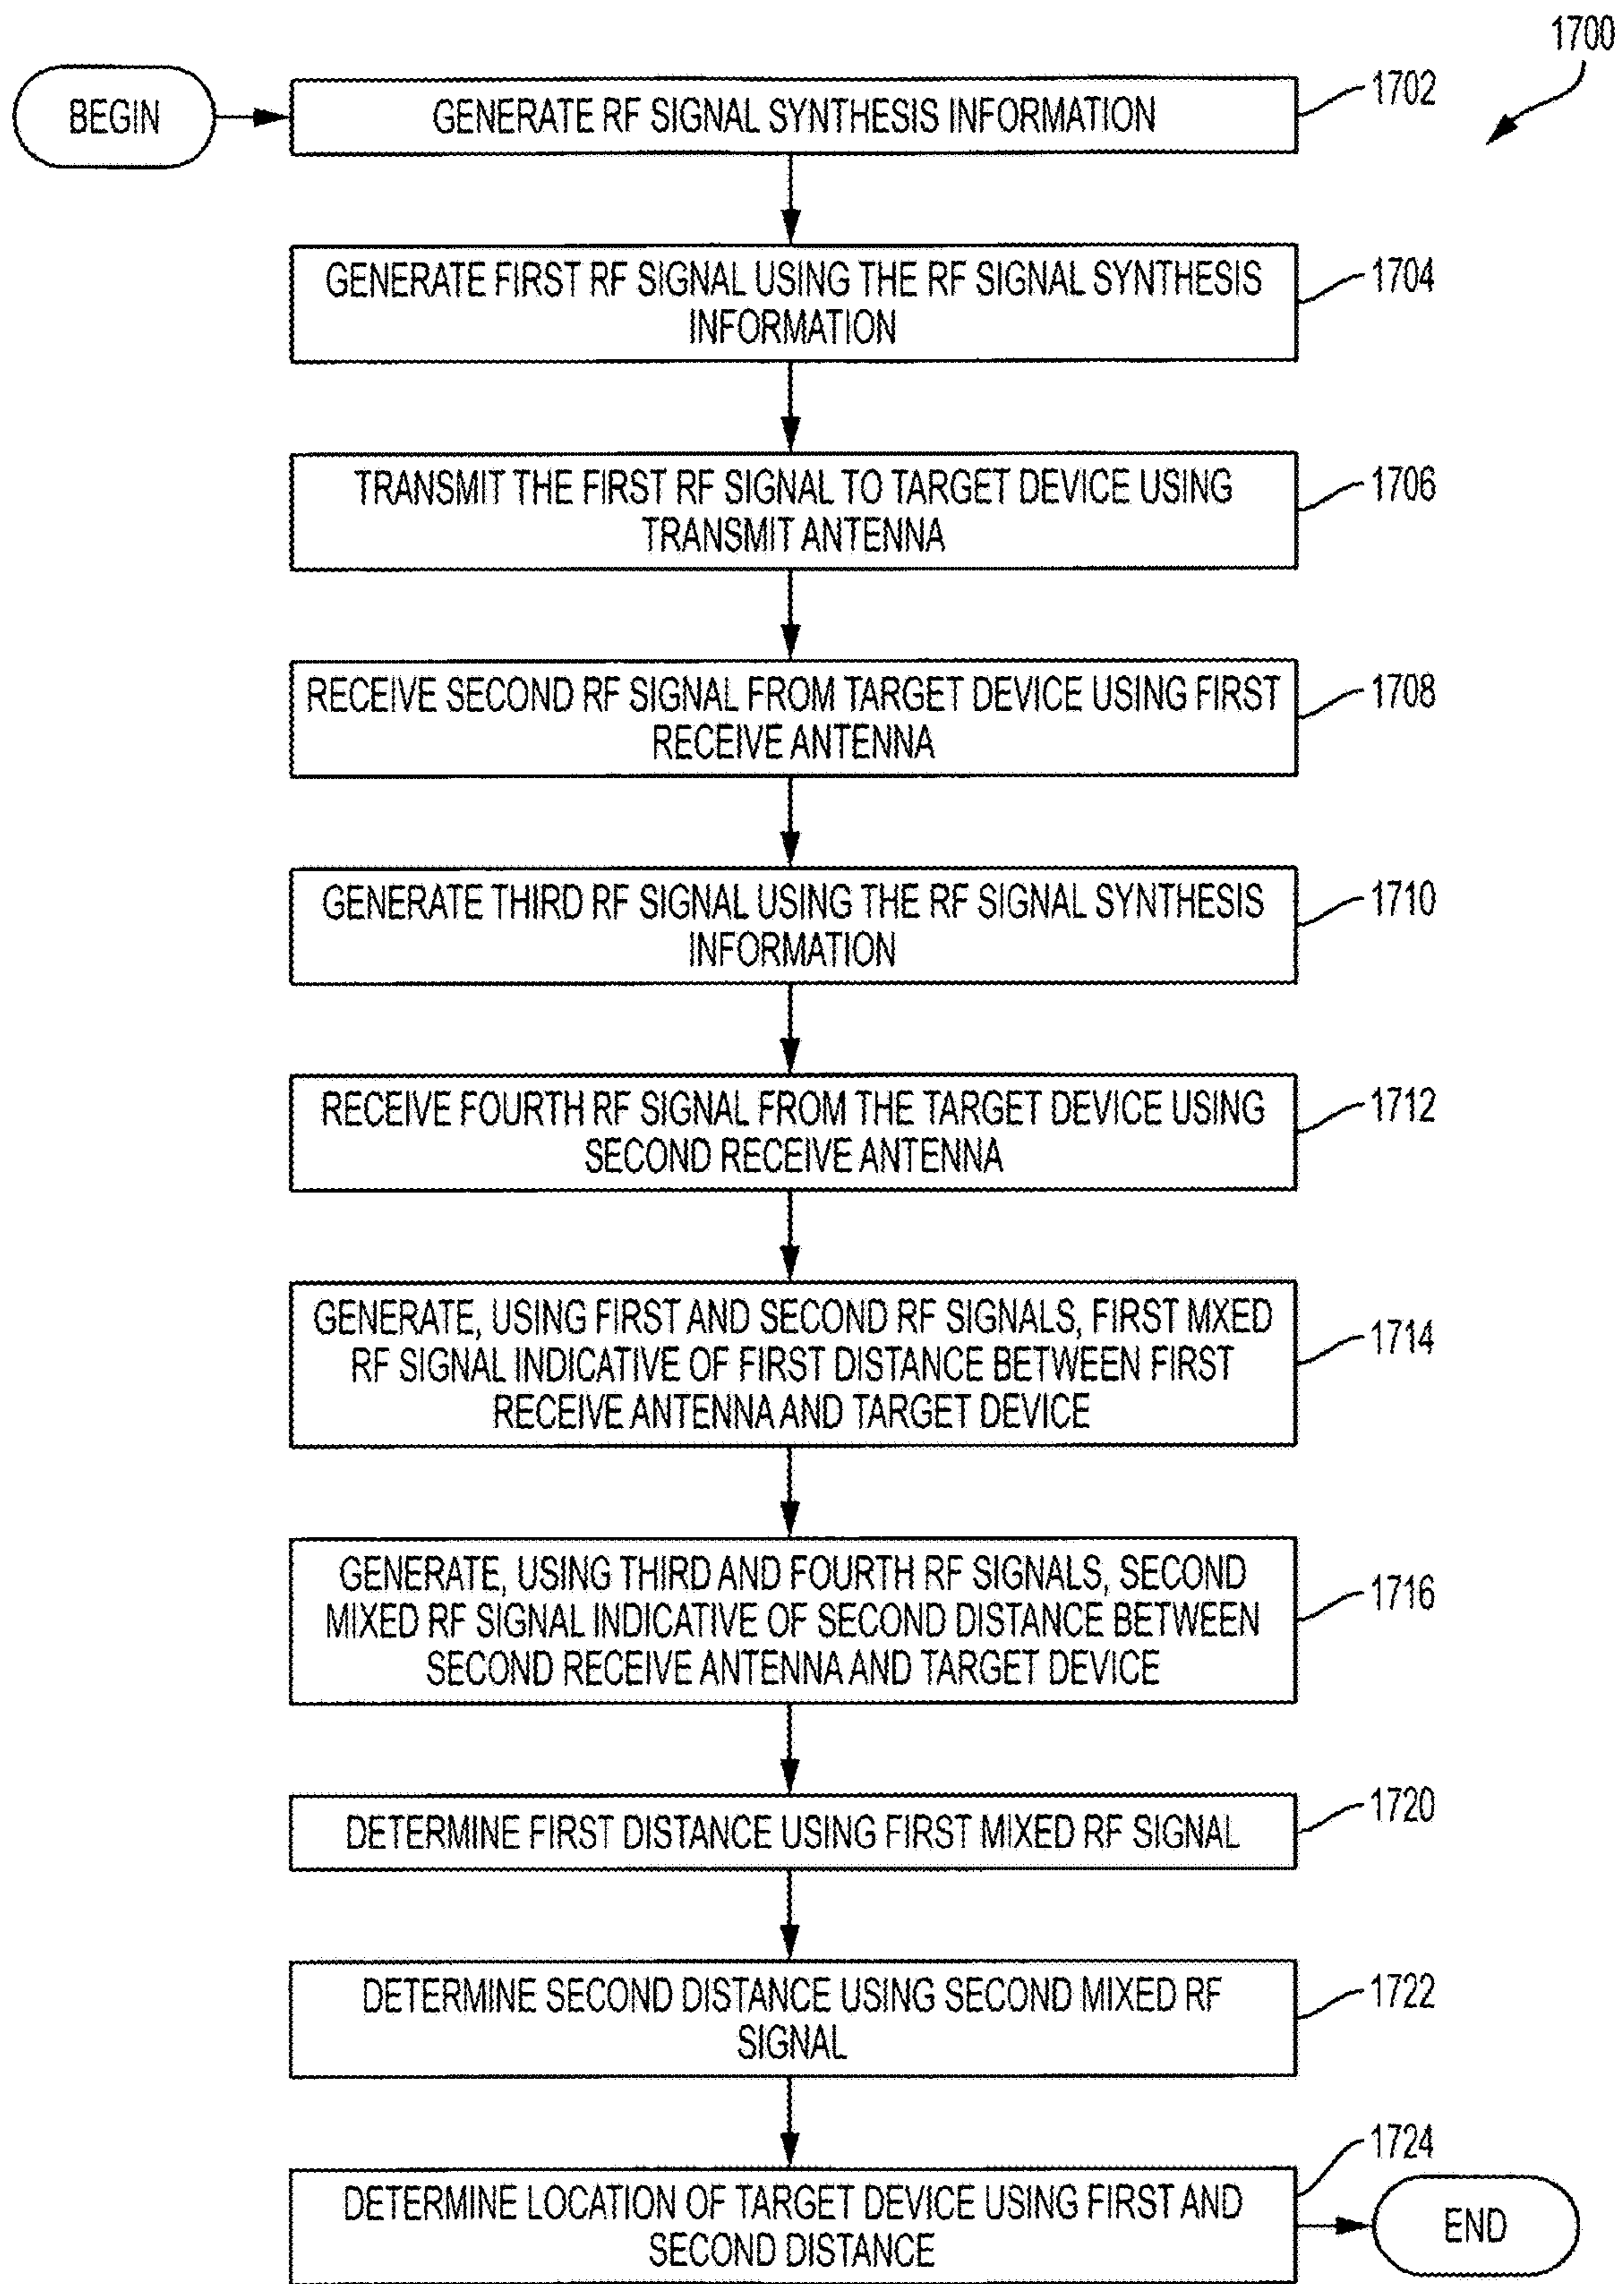 1700
BEGIN
GENERATE RF SIGNAL SYNTHESIS INFORMATION
1702
GENERATE FIRST RF SIGNAL USING THE RF SIGNAL SYNTHESIS
INFORMATION
1704
TRANSMIT THE FIRST RF SIGNAL TO TARGET DEVICE USING
TRANSMIT ANTENNA
1706
RECEIVE SECOND RF SIGNAL FROM TARGET DEVICE USING FIRST
RECEIVE ANTENNA
1708
GENERATE THIRD RF SIGNAL USING THE RF SIGNAL SYNTHESIS
INFORMATION
1710
RECEIVE FOURTH RF SIGNAL FROM THE TARGET DEVICE USING
SECOND RECEIVE ANTENNA
1712
GENERATE, USING FIRST AND SECOND RF SIGNALS, FIRST MXED
RF SIGNAL INDICATIVE OF FIRST DISTANCE BETWEEN FIRST
RECEIVE ANTENNA AND TARGET DEVICE
1714
GENERATE, USING THIRD AND FOURTH RF SIGNALS, SECOND
MIXED RF SIGNAL INDICATIVE OF SECOND DISTANCE BETWEEN
SECOND RECEIVE ANTENNA AND TARGET DEVICE
1716
DETERMINE FIRST DISTANCE USING FIRST MIXED RF SIGNAL
1720
DETERMINE SECOND DISTANCE USING SECOND MIXED RF
SIGNAL
1722
DETERMINE LOCATION OF TARGET DEVICE USING FIRST AND
SECOND DISTANCE
1724
END